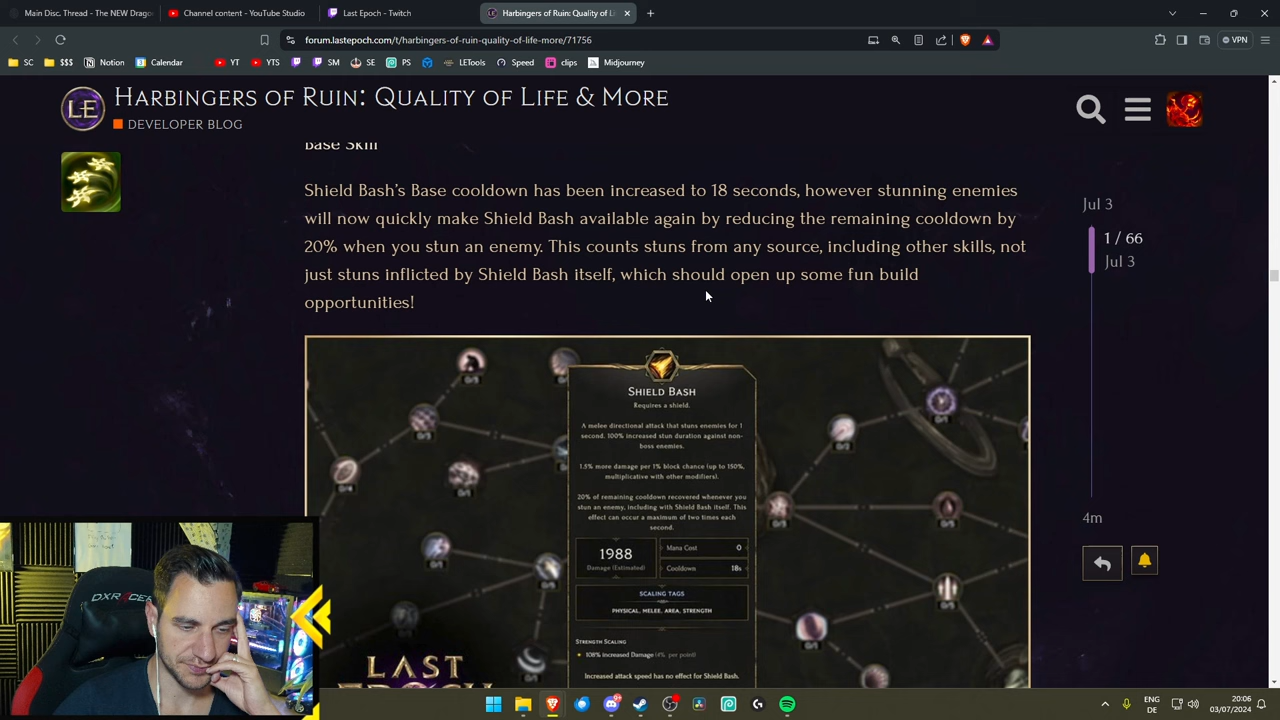 Main Disc. Thread - The NEW Drago
Channel content - YouTube Studio
Last Epoch - Twitch
Harbingers of Ruin: Quality of Li
forum.lastepoch.com/t/harbingers-of-ruin-quality-of-life-more/71756
VPN
SC
$$$
Notion
Calendar
YT
YTS
TW
SM
SE
PS
LETools
Speed
clips
Midjourney
LE
Harbingers of Ruin: Quality of Life & More
DEVELOPER BLOG
Base Skill
Shield Bash's Base cooldown has been increased to 18 seconds, however stunning enemies
will now quickly make Shield Bash available again by reducing the remaining cooldown by
20% when you stun an enemy. This counts stuns from any source, including other skills, not
just stuns inflicted by Shield Bash itself, which should open up some fun build
opportunities!
Jul 3
1 / 66
Jul 3
4m
Shield Bash
Requires a shield.
A melee directional attack that stuns enemies for 1
second. 100% increased stun duration against non-
boss enemies.
1.5% more damage per 1% block chance (up to 150%,
multiplicative with other modifiers).
20% of remaining cooldown recovered whenever you
stun an enemy, including with Shield Bash itself. This
effect can occur a maximum of two times each
second.
1988
Damage (Estimated)
Mana Cost 0
Cooldown 18s
SCALING TAGS
PHYSICAL, MELEE, AREA, STRENGTH
Strength Scaling
108% increased Damage (4% per point)
Increased attack speed has no effect for Shield Bash.
LAST
DXRACER
ENG
DE
20:06
03/07/2024